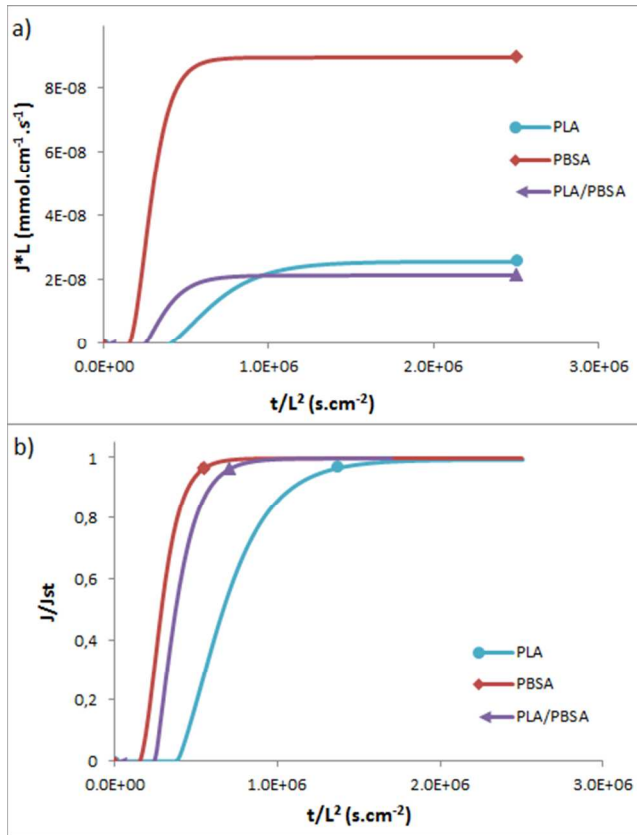 a)
8E-08
6E-08
4E-08
2E-08
0
J*L (mmol.cm⁻¹.s⁻¹)
PLA
PBSA
PLA/PBSA
0.0E+00 1.0E+06 2.0E+06 3.0E+06
t/L² (s.cm⁻²)
b)
1
0,8
0,6
0,4
0,2
0
J/Jst
PLA
PBSA
PLA/PBSA
0.0E+00 1.0E+06 2.0E+06 3.0E+06
t/L² (s.cm⁻²)